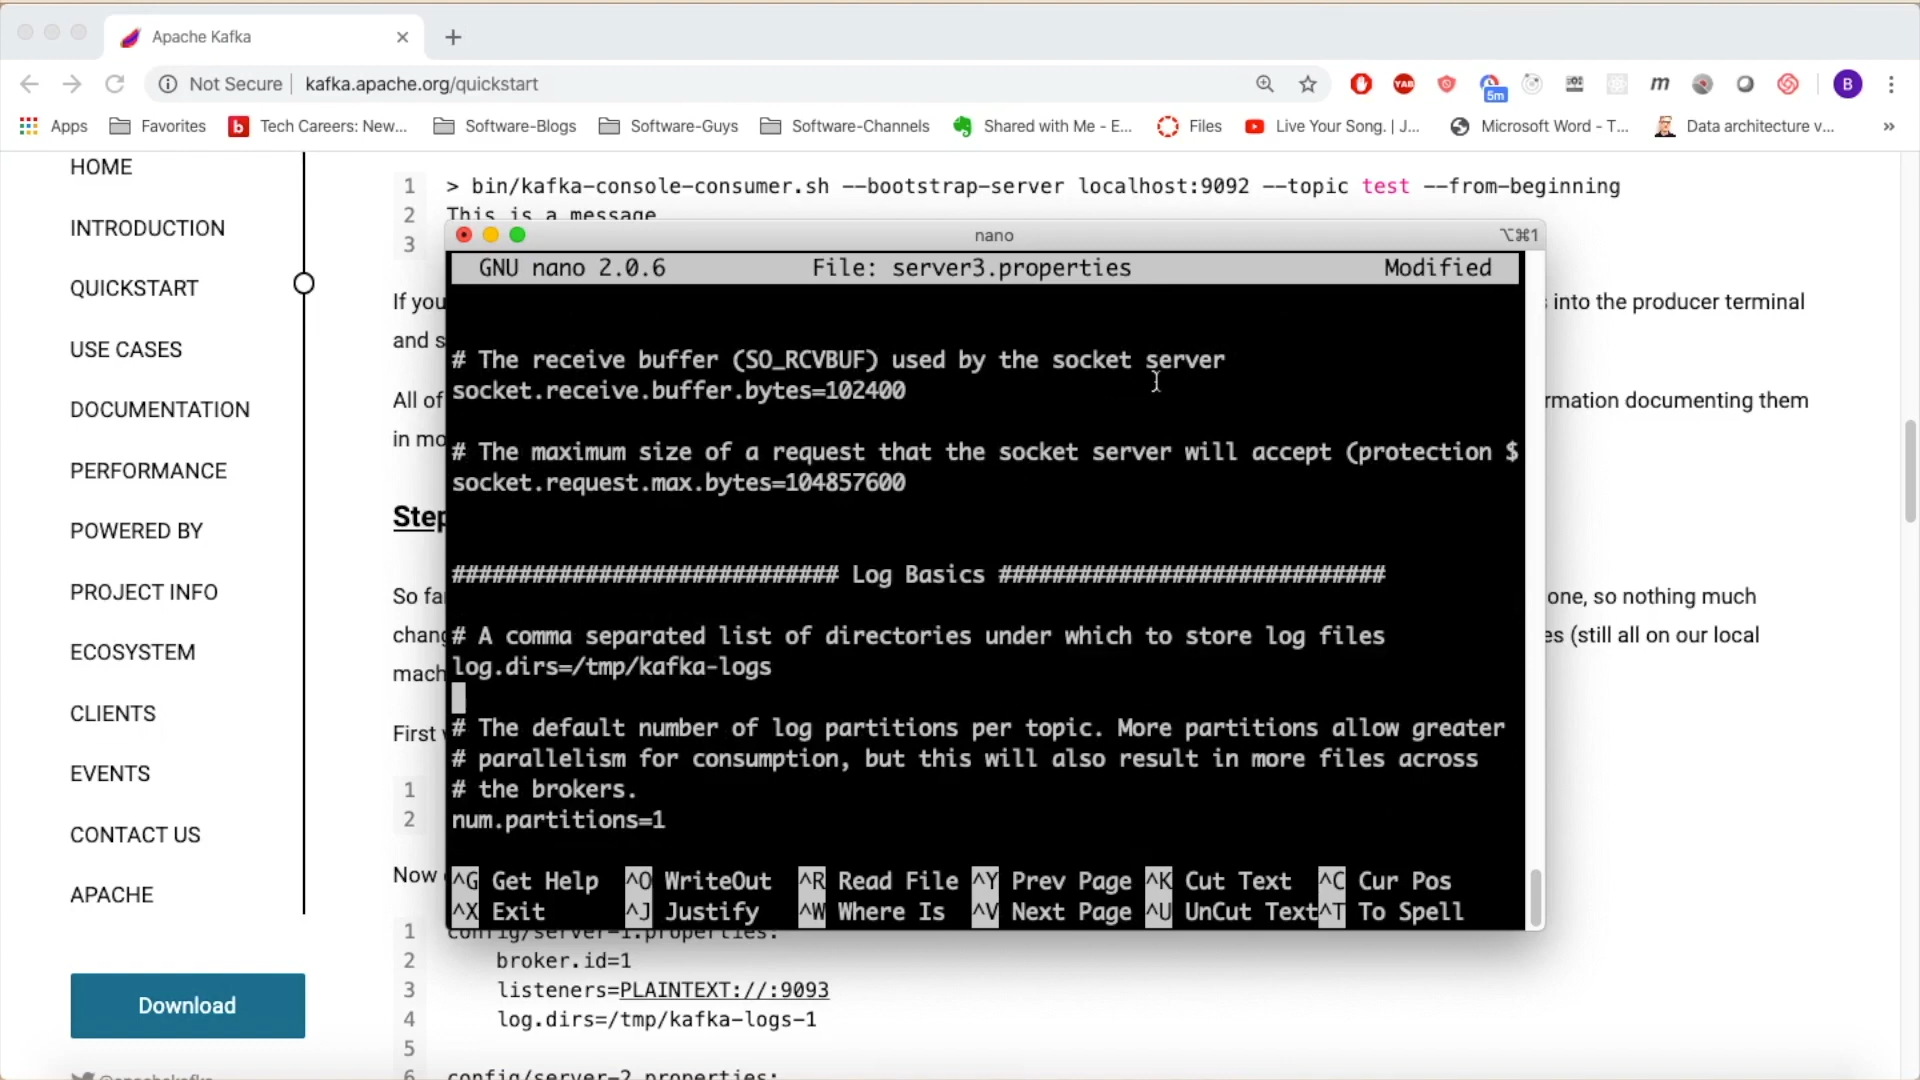 Apache Kafka
Not Secure
kafka.apache.org/quickstart
YAB
5m
m
B
Apps
Favorites
b
Tech Careers: New...
Software-Blogs
Software-Guys
Software-Channels
Shared with Me - E...
Files
Live Your Song. | J...
Microsoft Word - T...
Data architecture v...
»
HOME
INTRODUCTION
QUICKSTART
USE CASES
DOCUMENTATION
PERFORMANCE
POWERED BY
PROJECT INFO
ECOSYSTEM
CLIENTS
EVENTS
CONTACT US
APACHE
Download
1 > bin/kafka-console-consumer.sh --bootstrap-server localhost:9092 --topic test --from-beginning
2 This is a message
3
If you
into the producer terminal
and s
All of
rmation documenting them
in mo
Step
So fa
one, so nothing much
chang
es (still all on our local
mach
First
1
2
Now
nano
⌥⌘1
GNU nano 2.0.6 File: server3.properties Modified
# The receive buffer (SO_RCVBUF) used by the socket server
socket.receive.buffer.bytes=102400
# The maximum size of a request that the socket server will accept (protection $
socket.request.max.bytes=104857600
############################# Log Basics #############################
# A comma separated list of directories under which to store log files
log.dirs=/tmp/kafka-logs
# The default number of log partitions per topic. More partitions allow greater
# parallelism for consumption, but this will also result in more files across
# the brokers.
num.partitions=1
^G Get Help ^O WriteOut ^R Read File ^Y Prev Page ^K Cut Text ^C Cur Pos
^X Exit ^J Justify ^W Where Is ^V Next Page ^U UnCut Text^T To Spell
1 config/server-1.properties:
2 broker.id=1
3 listeners=PLAINTEXT://:9093
4 log.dirs=/tmp/kafka-logs-1
5
6 config/server-2.properties: